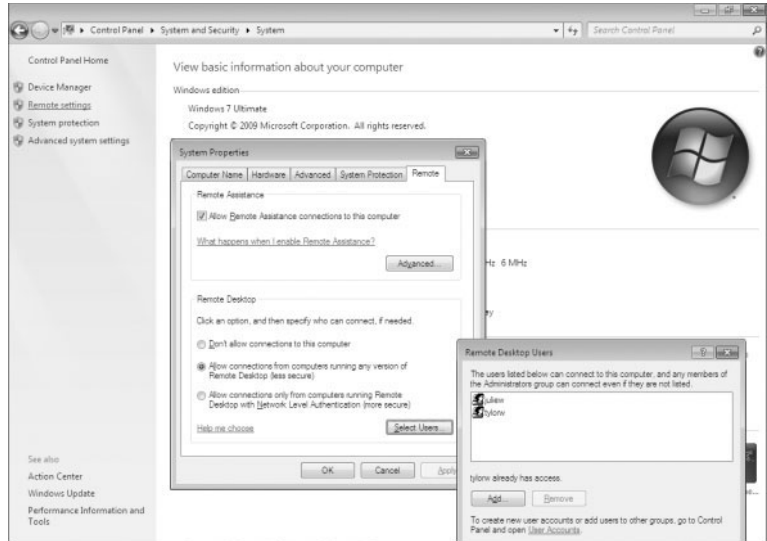 Control Panel ▸ System and Security ▸ System
Search Control Panel
Control Panel Home
Device Manager
Remote settings
System protection
Advanced system settings
See also
Action Center
Windows Update
Performance Information and
Tools
View basic information about your computer
Windows edition
Windows 7 Ultimate
Copyright © 2009 Microsoft Corporation. All rights reserved.
System Properties
Computer Name
Hardware
Advanced
System Protection
Remote
Remote Assistance
Allow Remote Assistance connections to this computer
What happens when I enable Remote Assistance?
Advanced...
Remote Desktop
Click an option, and then specify who can connect, if needed.
Don't allow connections to this computer
Allow connections from computers running any version of
Remote Desktop (less secure)
Allow connections only from computers running Remote
Desktop with Network Level Authentication (more secure)
Help me choose
Select Users...
OK
Cancel
Apply
Hz .6 MHz
Remote Desktop Users
The users listed below can connect to this computer, and any members of
the Administrators group can connect even if they are not listed.
juliew
tylorw
tylorw already has access.
Add...
Remove
To create new user accounts or add users to other groups, go to Control
Panel and open User Accounts.